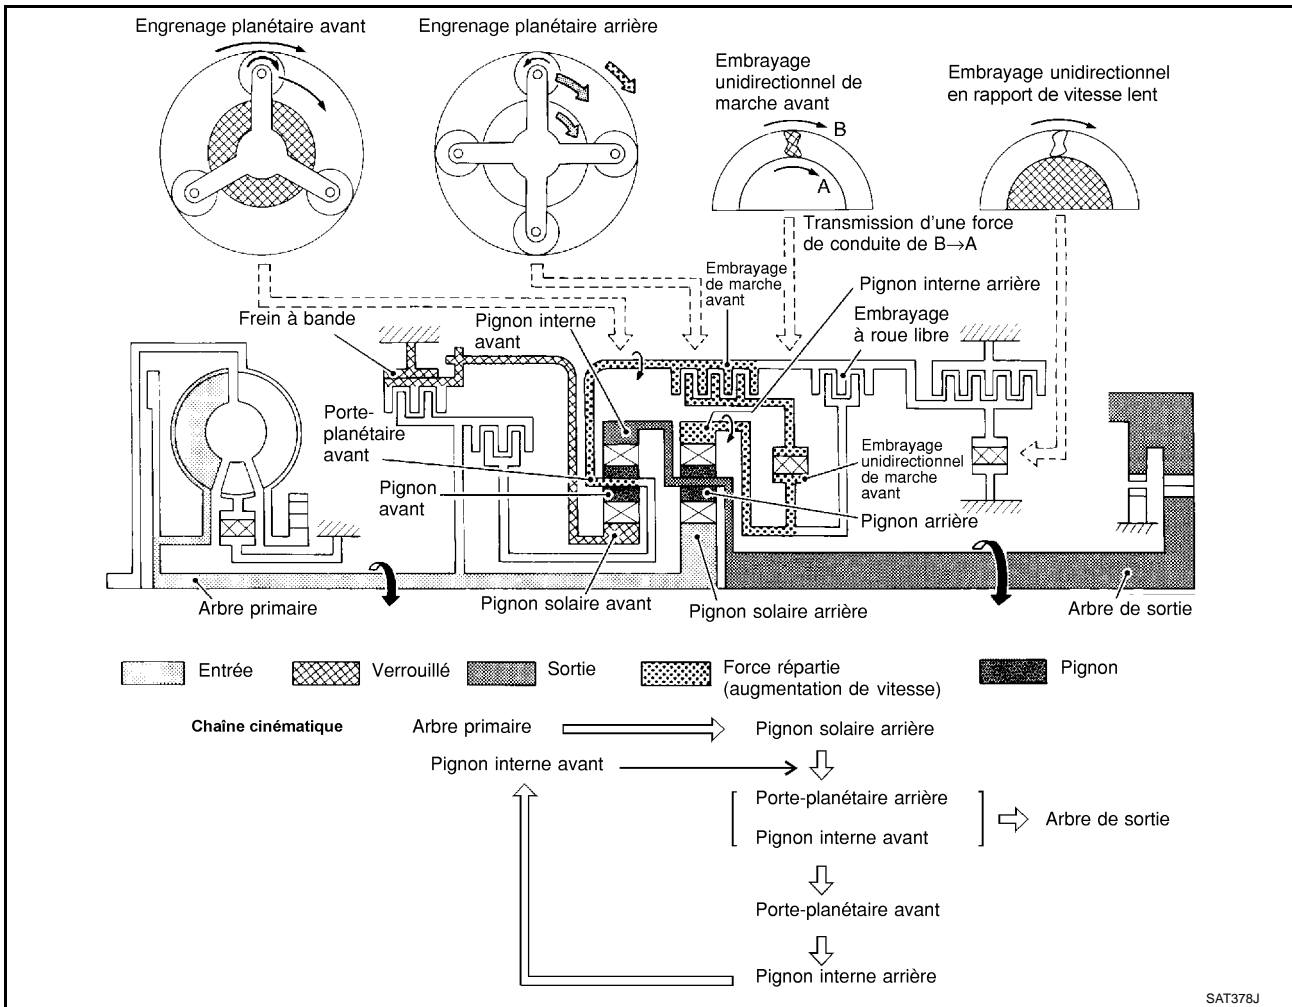 Engrenage planétaire avant
Engrenage planétaire arrière
Embrayage
unidirectionnel de
marche avant
Embrayage unidirectionnel
en rapport de vitesse lent
B
A
Transmission d'une force
de conduite de B→A
Embrayage
de marche
avant
Pignon interne arrière
Frein à bande
Pignon interne
avant
Embrayage
à roue libre
Porte-
planétaire
avant
Pignon
avant
Embrayage
unidirectionnel
de marche
avant
Pignon arrière
Arbre primaire
Pignon solaire avant
Pignon solaire arrière
Arbre de sortie
Entrée
Verrouillé
Sortie
Force répartie
(augmentation de vitesse)
Pignon
Chaîne cinématique
Arbre primaire
Pignon solaire arrière
Pignon interne avant
Porte-planétaire arrière
Pignon interne avant
Arbre de sortie
Porte-planétaire avant
Pignon interne arrière
SAT378J